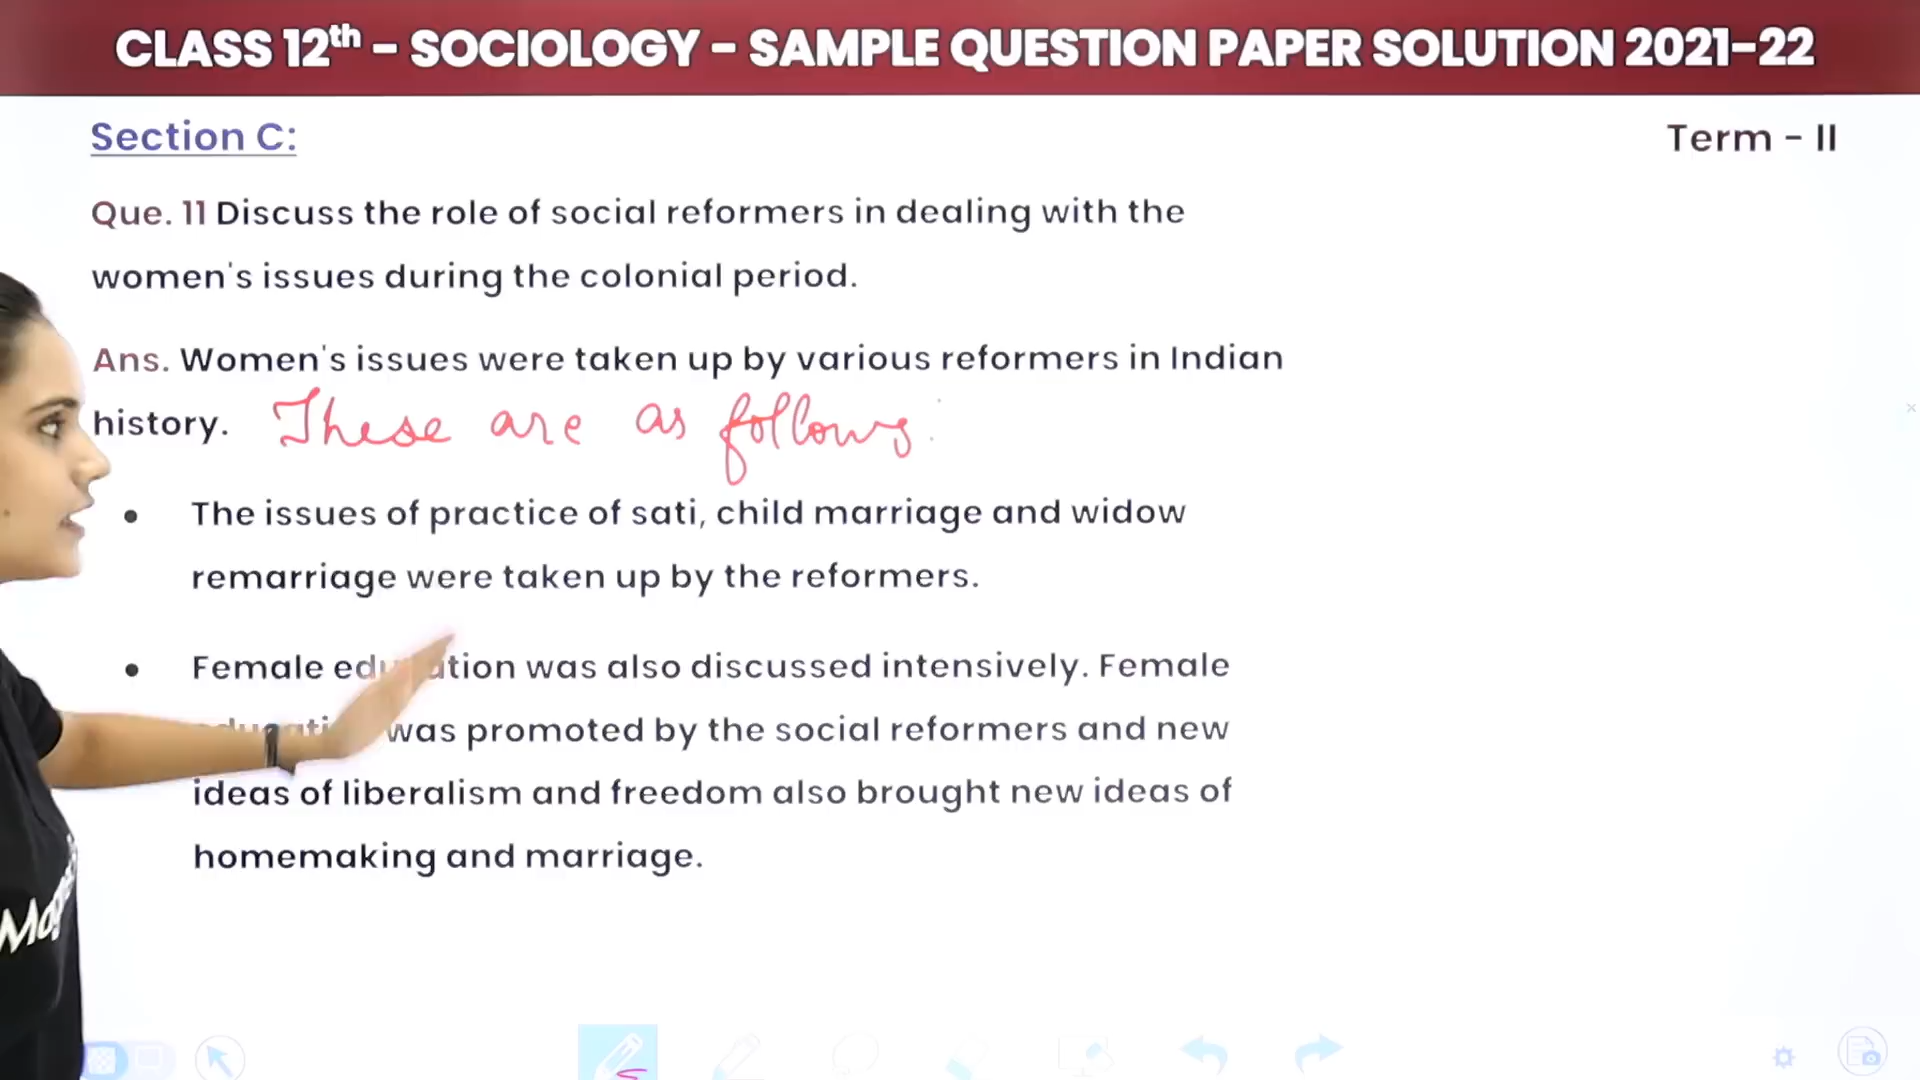 CLASS 12th – SOCIOLOGY – SAMPLE QUESTION PAPER SOLUTION 2021–22
Section C:
Term - II
Que. 11 Discuss the role of social reformers in dealing with the
women's issues during the colonial period.
Ans. Women's issues were taken up by various reformers in Indian
history. These are as follows:
• The issues of practice of sati, child marriage and widow
remarriage were taken up by the reformers.
• Female education was also discussed intensively. Female
education was promoted by the social reformers and new
ideas of liberalism and freedom also brought new ideas of
homemaking and marriage.